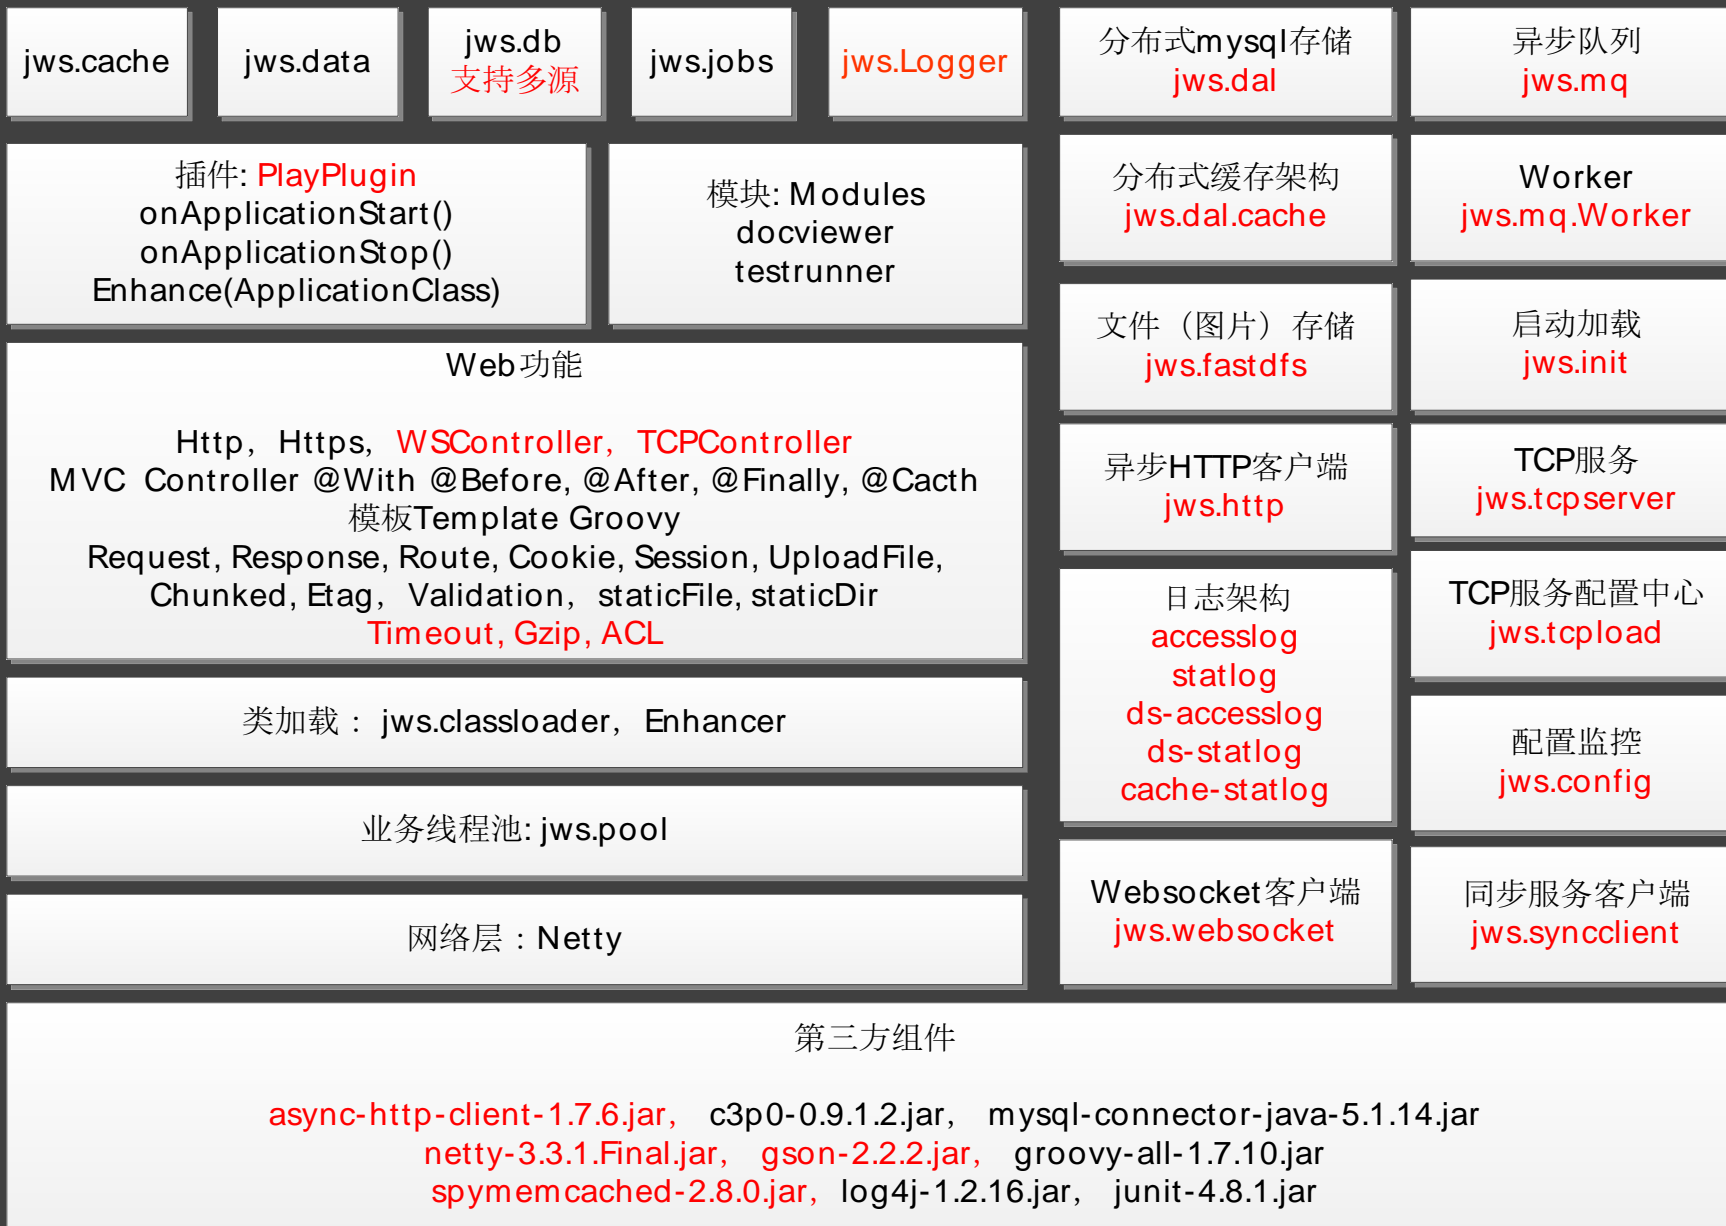 jws.cache
jws.data
jws.db
支持多源
jws.jobs
jws.Logger
插件: PlayPlugin
onApplicationStart()
onApplicationStop()
Enhance(ApplicationClass)
模块: Modules
docviewer
testrunner
Web功能
Http，Https，WSController，TCPController
MVC Controller @With @Before, @After, @Finally, @Cacth
模板Template Groovy
Request, Response, Route, Cookie, Session, UploadFile,
Chunked, Etag，Validation，staticFile, staticDir
Timeout, Gzip, ACL
类加载：jws.classloader，Enhancer
业务线程池: jws.pool
网络层：Netty
分布式mysql存储
jws.dal
分布式缓存架构
jws.dal.cache
文件（图片）存储
jws.fastdfs
异步HTTP客户端
jws.http
日志架构
accesslog
statlog
ds-accesslog
ds-statlog
cache-statlog
Websocket客户端
jws.websocket
异步队列
jws.mq
Worker
jws.mq.Worker
启动加载
jws.init
TCP服务
jws.tcpserver
TCP服务配置中心
jws.tcpload
配置监控
jws.config
同步服务客户端
jws.syncclient
第三方组件
async-http-client-1.7.6.jar，c3p0-0.9.1.2.jar，mysql-connector-java-5.1.14.jar
netty-3.3.1.Final.jar，gson-2.2.2.jar，groovy-all-1.7.10.jar
spymemcached-2.8.0.jar，log4j-1.2.16.jar，junit-4.8.1.jar